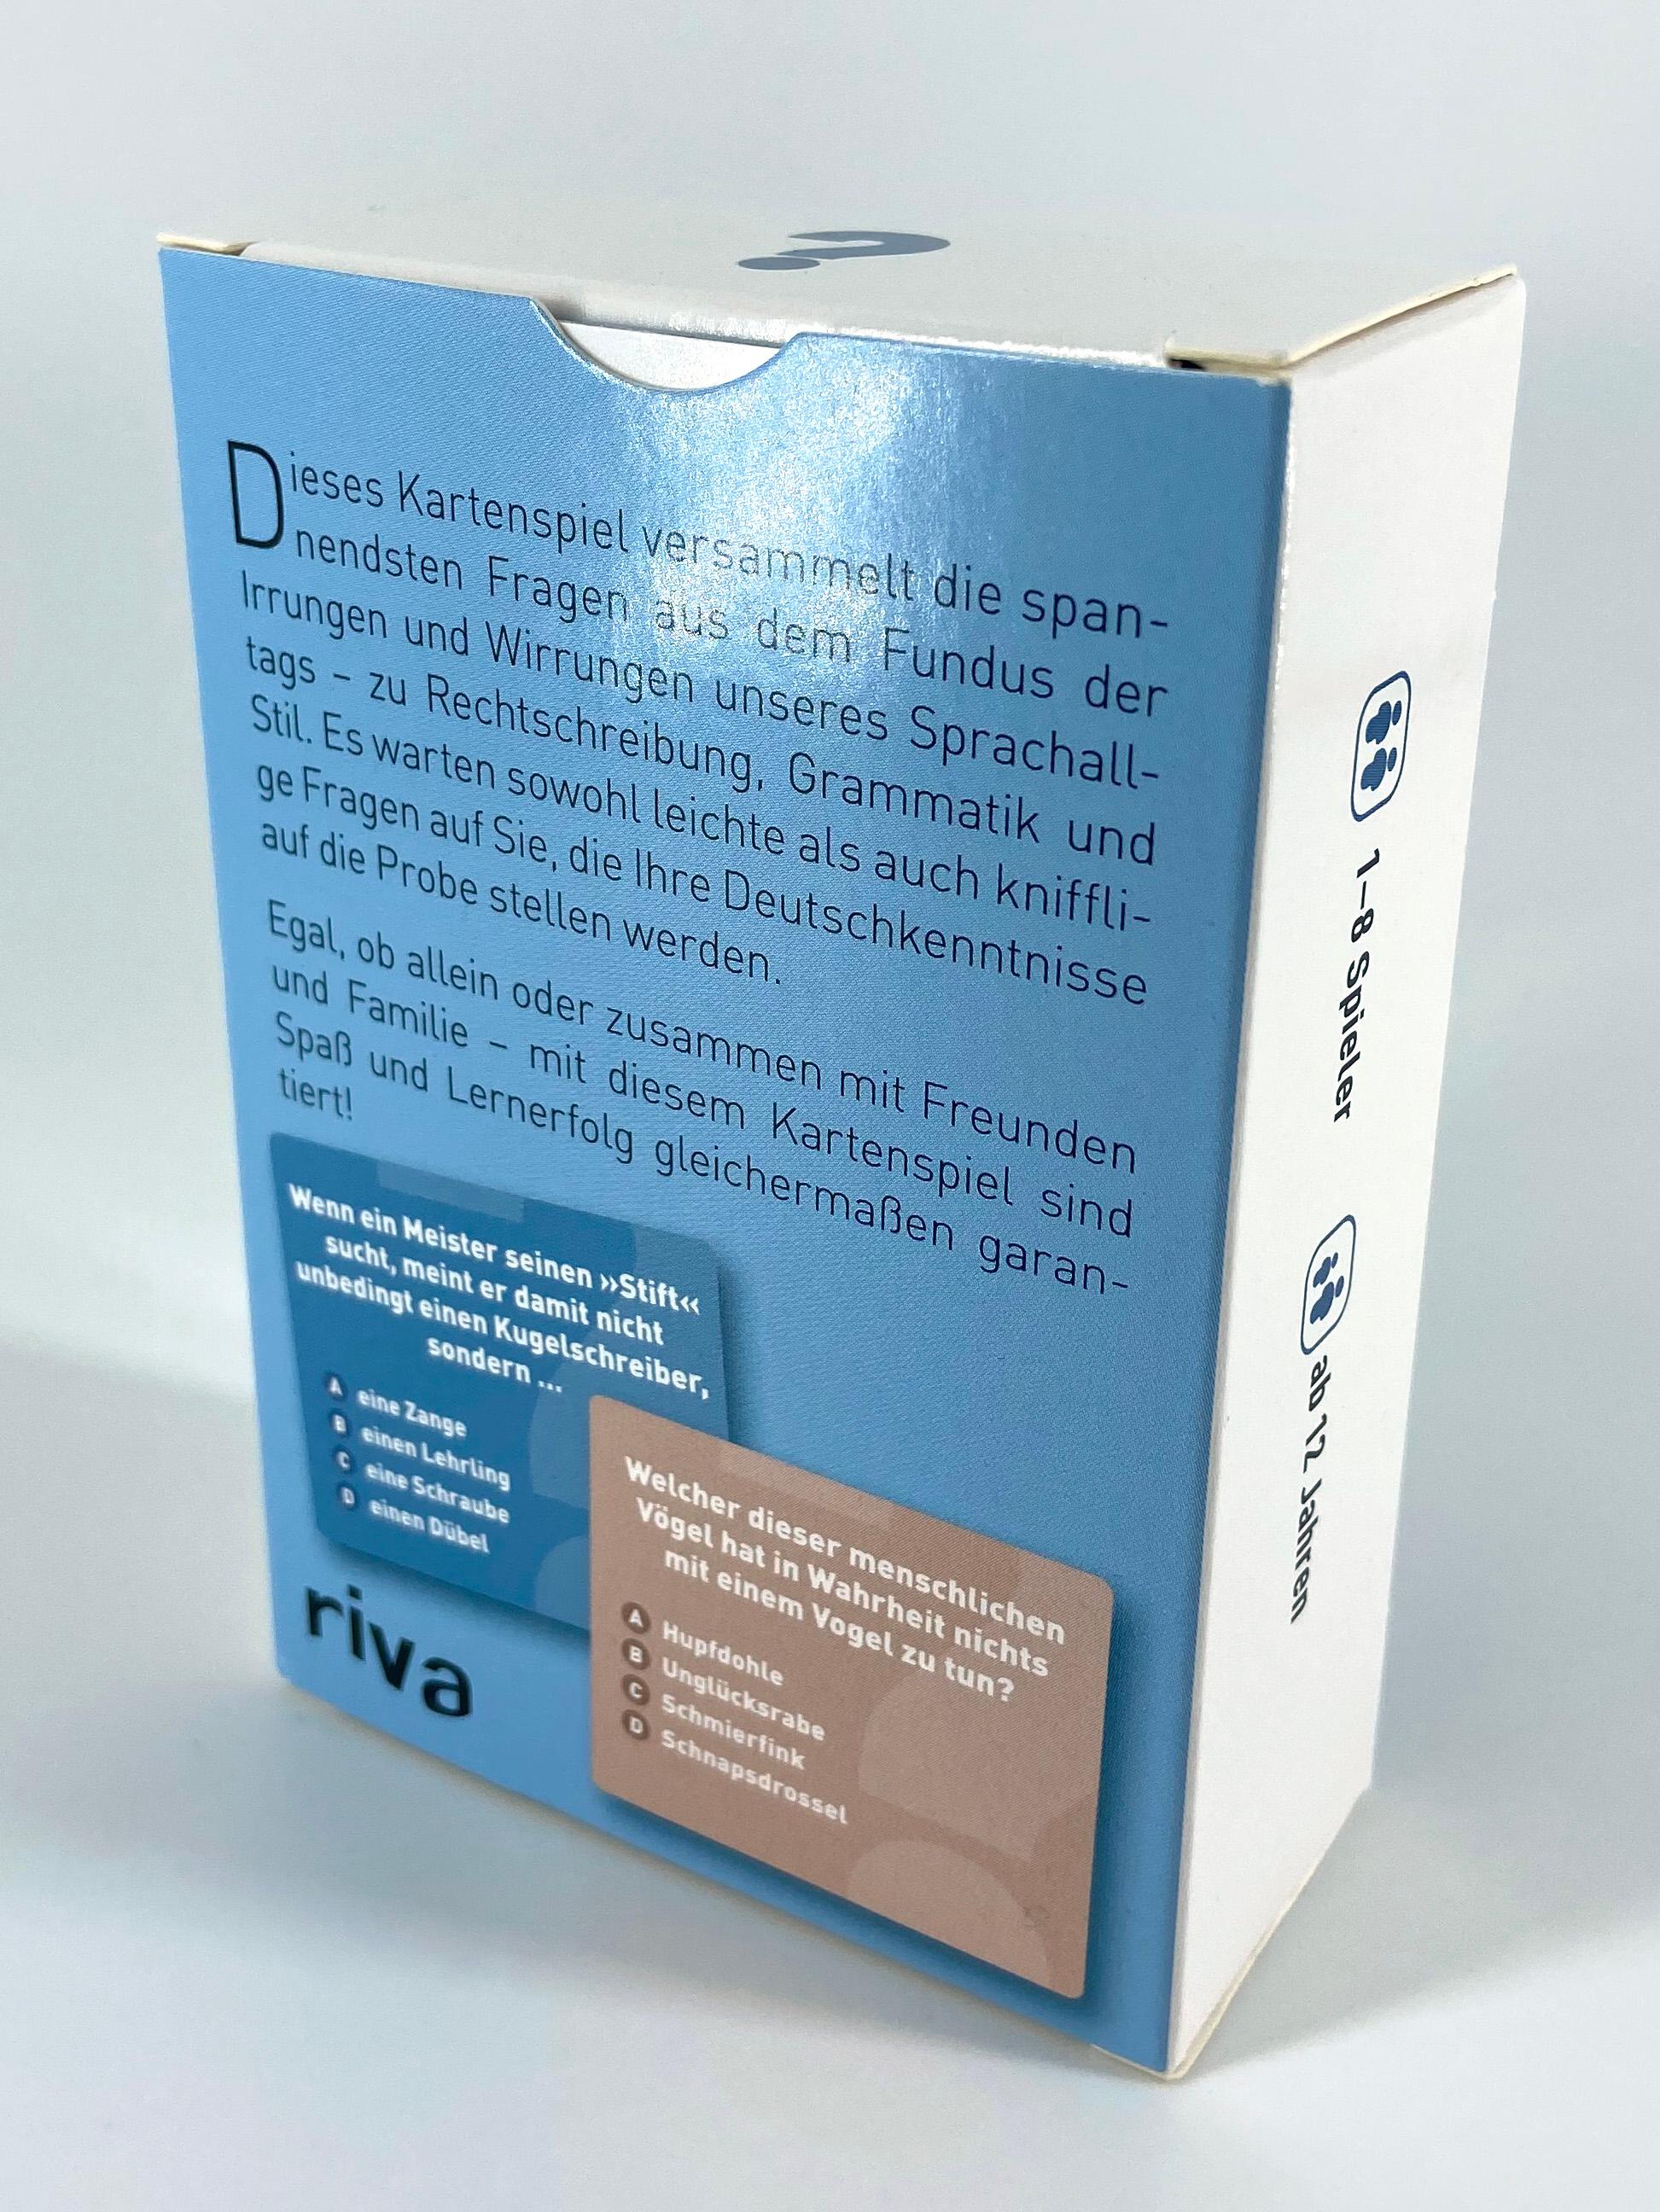 ?
Dieses Kartenspiel versammelt die span-
nendsten Fragen aus dem Fundus der
Irrungen und Wirrungen unseres Sprachall-
tags – zu Rechtschreibung, Grammatik und
Stil. Es warten sowohl leichte als auch kniffli-
ge Fragen auf Sie, die Ihre Deutschkenntnisse
auf die Probe stellen werden.
Egal, ob allein oder zusammen mit Freunden
und Familie – mit diesem Kartenspiel sind
Spaß und Lernerfolg gleichermaßen garan-
tiert!
Wenn ein Meister seinen »Stift«
sucht, meint er damit nicht
unbedingt einen Kugelschreiber,
sondern ...
A eine Zange
B einen Lehrling
C eine Schraube
D einen Dübel
Welcher dieser menschlichen
Vögel hat in Wahrheit nichts
mit einem Vogel zu tun?
A Hupfdohle
B Unglücksrabe
C Schmierfink
D Schnapsdrossel
riva
1–8 Spieler
ab 12 Jahren